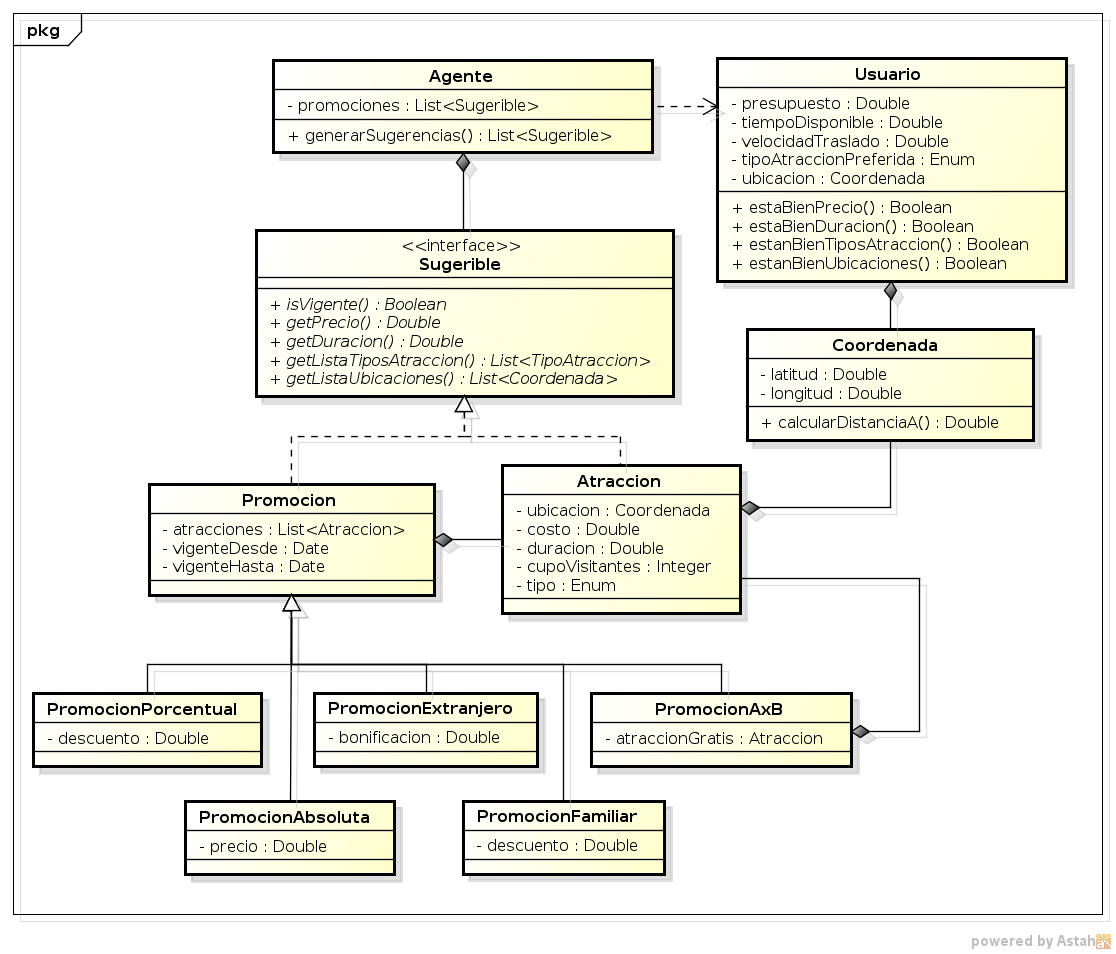 pkg
Agente
- promociones : List<Sugerible>
+ generarSugerencias() : List<Sugerible>
Usuario
- presupuesto : Double
- tiempoDisponible : Double
- velocidadTraslado : Double
- tipoAtraccionPreferida : Enum
- ubicacion : Coordenada
+ estaBienPrecio() : Boolean
+ estaBienDuracion() : Boolean
+ estanBienTiposAtraccion() : Boolean
+ estanBienUbicaciones() : Boolean
<<interface>>
Sugerible
+ isVigente() : Boolean
+ getPrecio() : Double
+ getDuracion() : Double
+ getListaTiposAtraccion() : List<TipoAtraccion>
+ getListaUbicaciones() : List<Coordenada>
Coordenada
- latitud : Double
- longitud : Double
+ calcularDistanciaA() : Double
Promocion
- atracciones : List<Atraccion>
- vigenteDesde : Date
- vigenteHasta : Date
Atraccion
- ubicacion : Coordenada
- costo : Double
- duracion : Double
- cupoVisitantes : Integer
- tipo : Enum
PromocionPorcentual
- descuento : Double
PromocionExtranjero
- bonificacion : Double
PromocionAxB
- atraccionGratis : Atraccion
PromocionAbsoluta
- precio : Double
PromocionFamiliar
- descuento : Double
powered by Astah